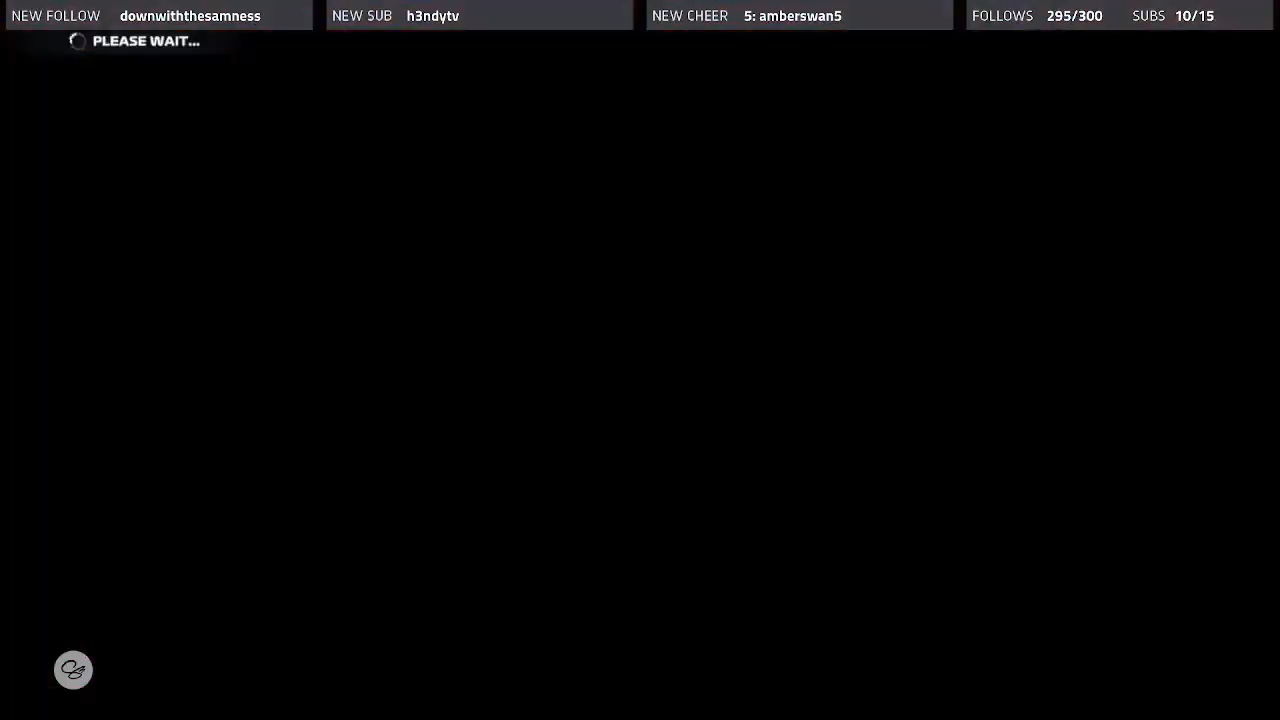 NEW FOLLOW downwiththesamness NEW SUB h3ndytv NEW CHEER 5: amberswan5 FOLLOWS 295/300 SUBS 10/15
PLEASE WAIT...